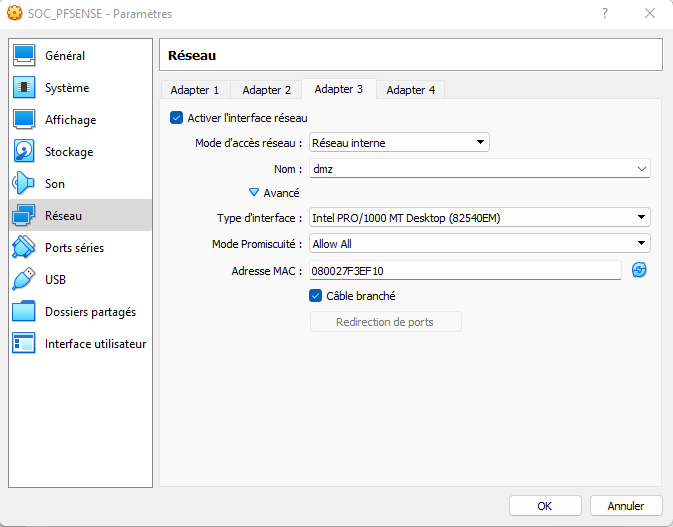 SOC_PFSENSE - Paramètres
?
Général
Système
Affichage
Stockage
Son
Réseau
Ports séries
USB
Dossiers partagés
Interface utilisateur
Réseau
Adapter 1 Adapter 2 Adapter 3 Adapter 4
Activer l'interface réseau
Mode d'accès réseau : Réseau interne
Nom : dmz
Avancé
Type d'interface : Intel PRO/1000 MT Desktop (82540EM)
Mode Promiscuité : Allow All
Adresse MAC : 080027F3EF10
Câble branché
Redirection de ports
OK Annuler